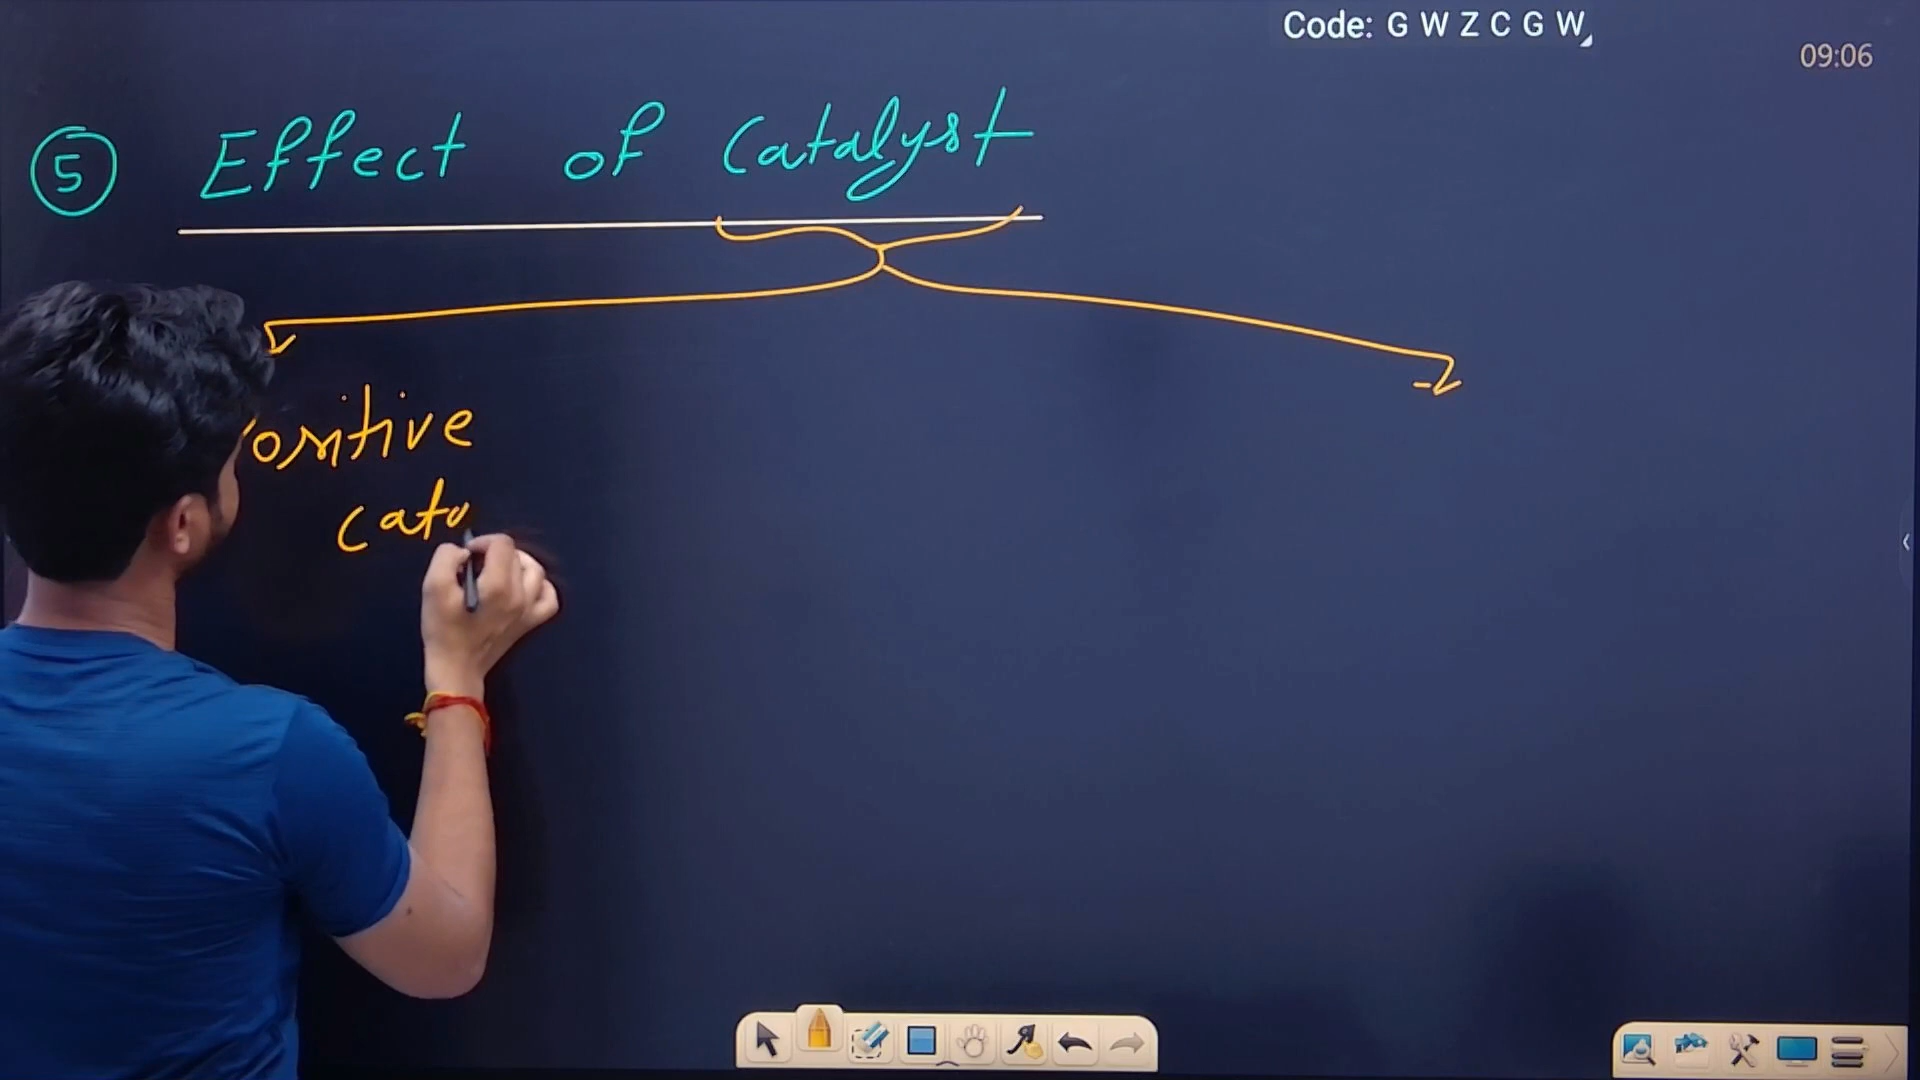 Code: G W Z C G W
09:06
5 Effect of Catalyst
ositive
cata